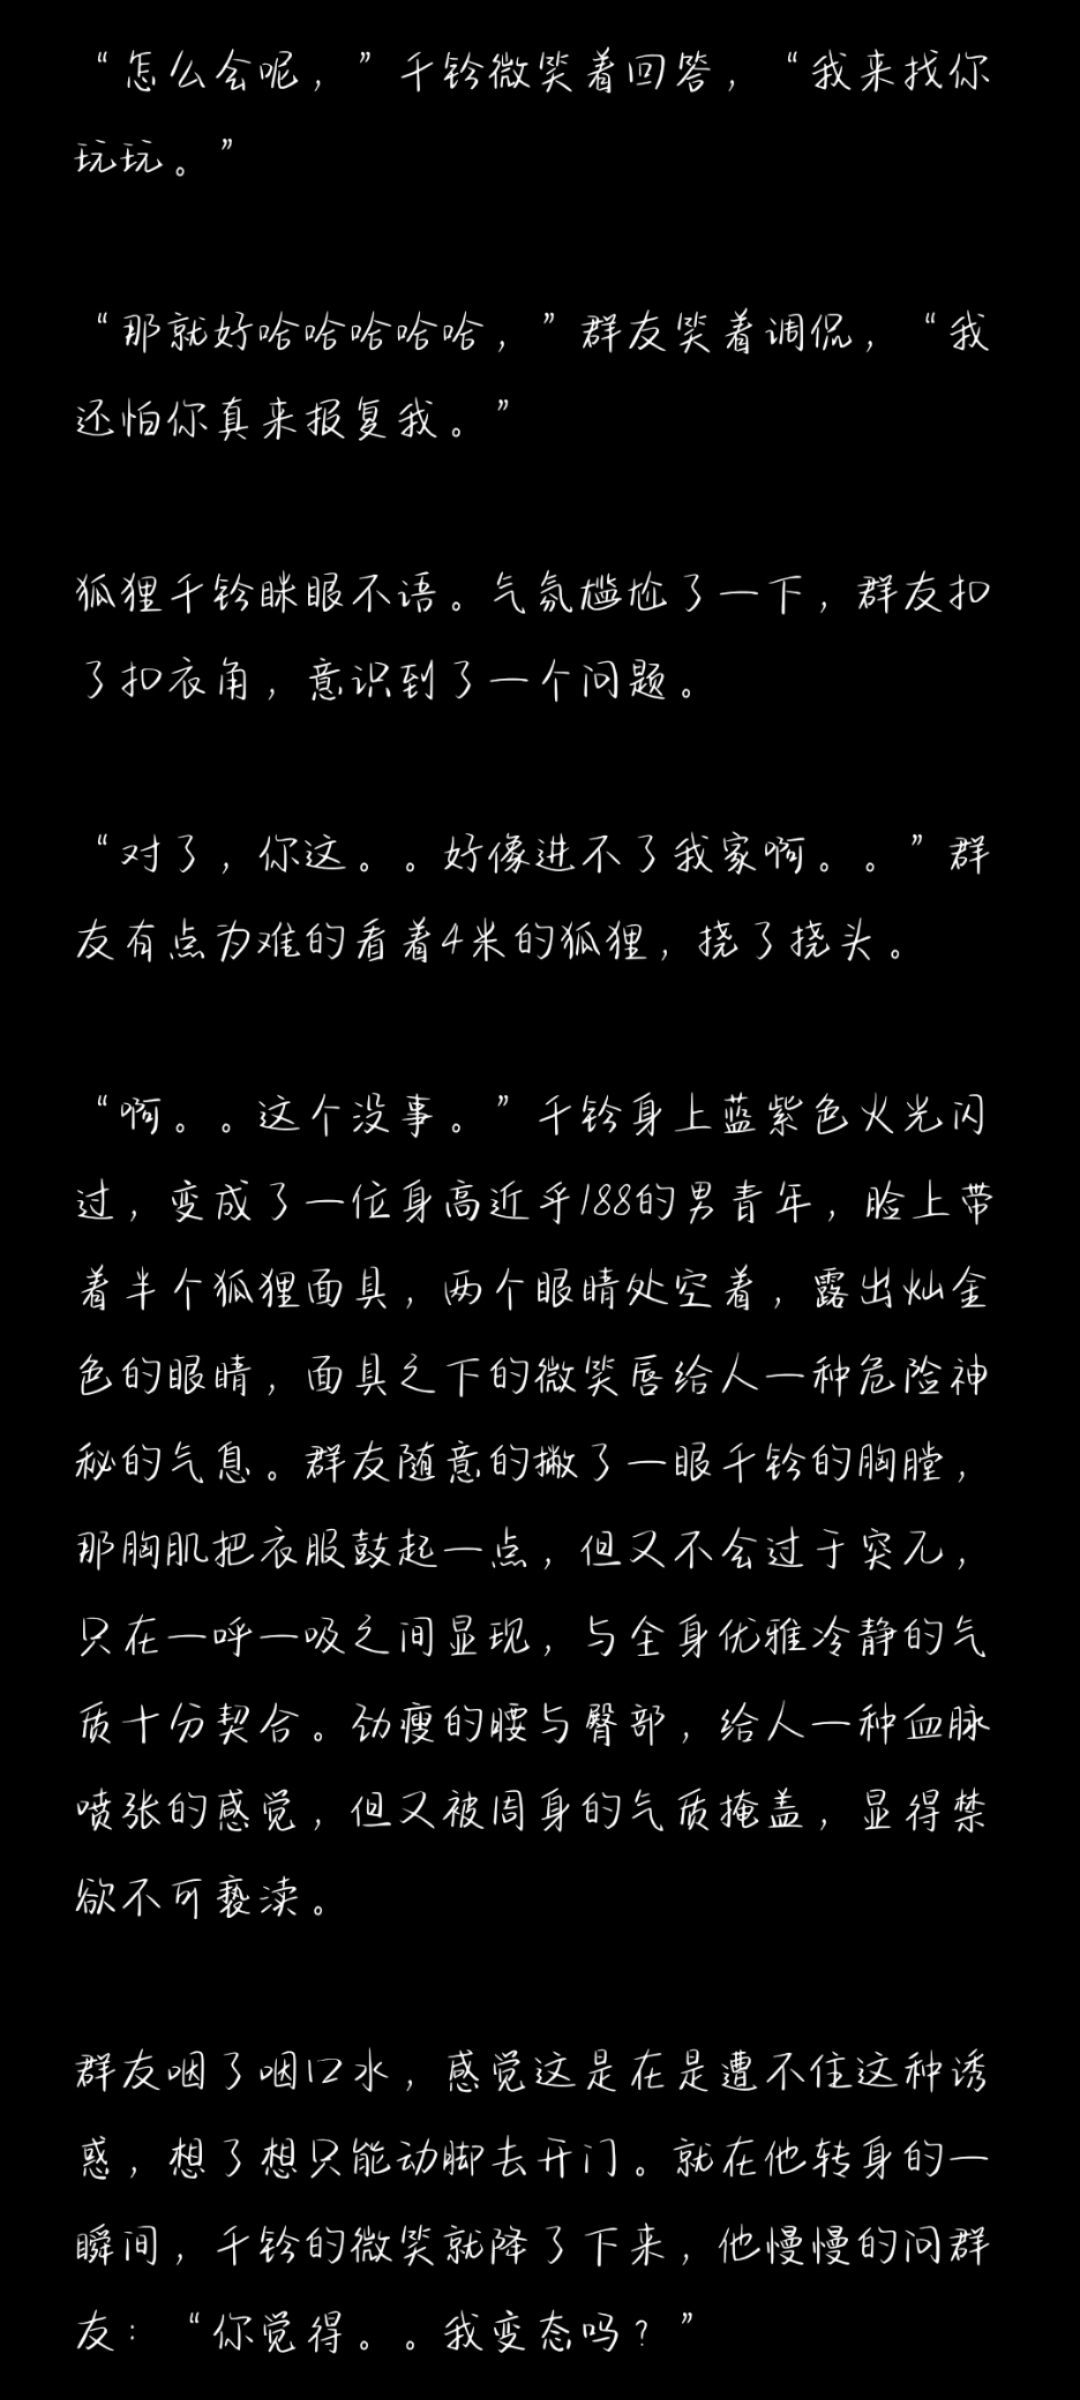 “怎么会呢，”千铃微笑着回答，“我来找你
玩玩。”
“那就好哈哈哈哈哈，”群友笑着调侃，“我
还怕你真来报复我。”
狐狸千铃眯眼不语。气氛尴尬了一下，群友扣
了扣衣角，意识到了一个问题。
“对了，你这。。好像进不了我家啊。。”群
友有点为难的看着4米的狐狸，挠了挠头。
“啊。。这个没事。”千铃身上蓝紫色火光闪
过，变成了一位身高近乎188的男青年，脸上带
着半个狐狸面具，两个眼睛处空着，露出灿金
色的眼睛，面具之下的微笑唇给人一种危险神
秘的气息。群友随意的撇了一眼千铃的胸膛，
那胸肌把衣服鼓起一点，但又不会过于突兀，
只在一呼一吸之间显现，与全身优雅冷静的气
质十分契合。劲瘦的腰与臀部，给人一种血脉
喷张的感觉，但又被周身的气质掩盖，显得禁
欲不可亵渎。
群友咽了咽口水，感觉这是在是遭不住这种诱
惑，想了想只能动脚去开门。就在他转身的一
瞬间，千铃的微笑就降了下来，他慢慢的问群
友：“你觉得。。我变态吗？”